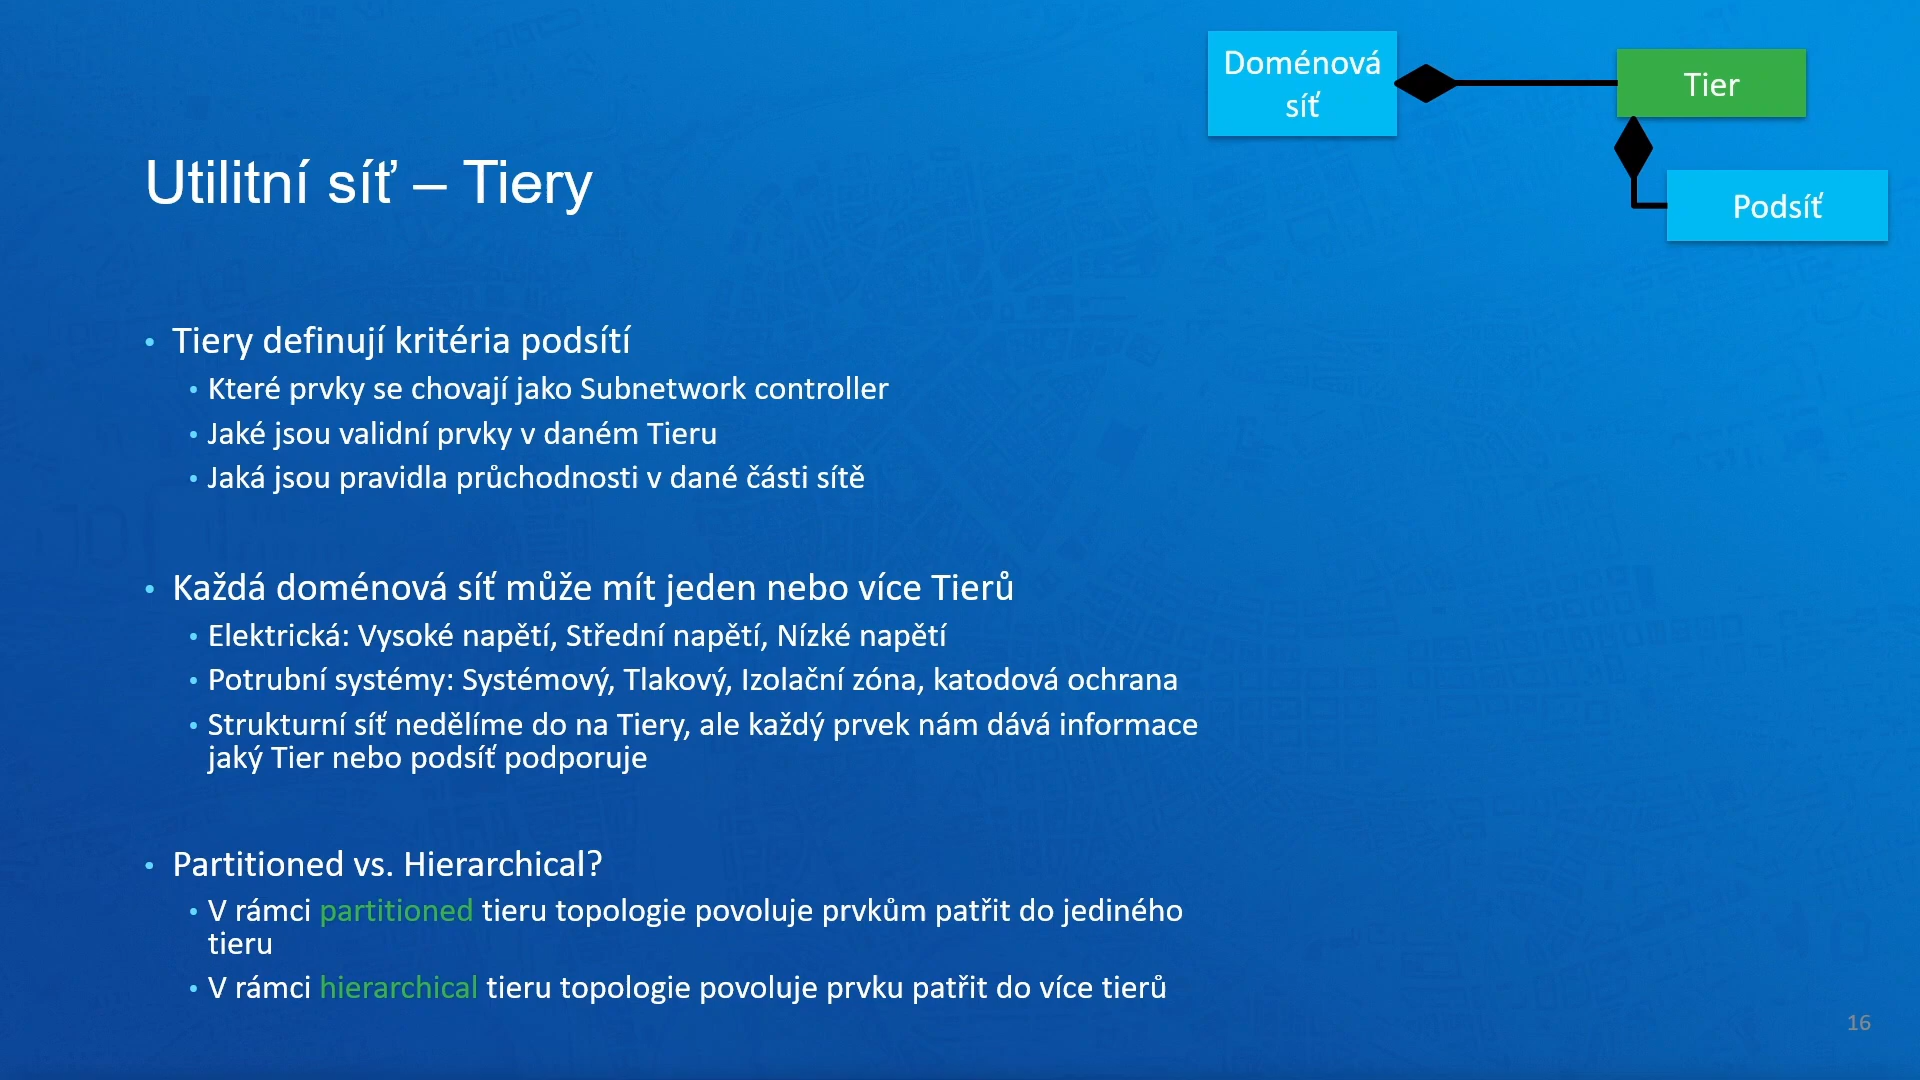 Doménová
síť
Tier
Podsíť
Utilitní síť – Tiery
• Tiery definují kritéria podsítí
• Které prvky se chovají jako Subnetwork controller
• Jaké jsou validní prvky v daném Tieru
• Jaká jsou pravidla průchodnosti v dané části sítě
• Každá doménová síť může mít jeden nebo více Tierů
• Elektrická: Vysoké napětí, Střední napětí, Nízké napětí
• Potrubní systémy: Systémový, Tlakový, Izolační zóna, katodová ochrana
• Strukturní síť nedělíme do na Tiery, ale každý prvek nám dává informace
jaký Tier nebo podsíť podporuje
• Partitioned vs. Hierarchical?
• V rámci partitioned tieru topologie povoluje prvkům patřit do jediného
tieru
• V rámci hierarchical tieru topologie povoluje prvku patřit do více tierů
16